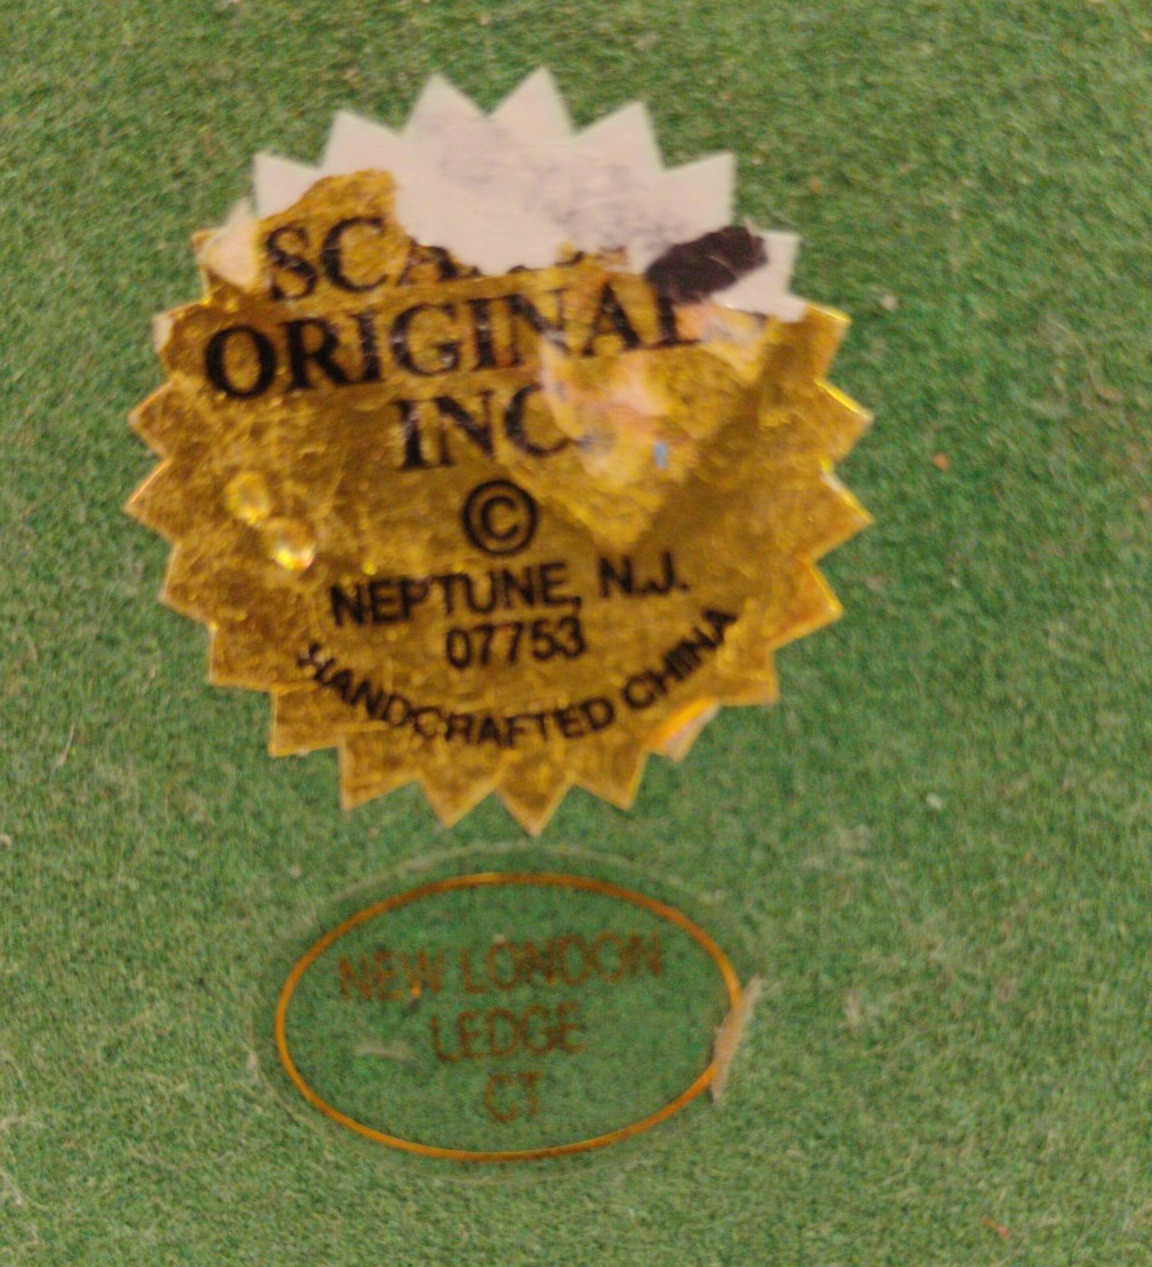 ORIGINAL
INC
©
NEPTUNE, N.J.
07753
HANDCRAFTED CHINA
NEW LONDON
LEDGE
CT